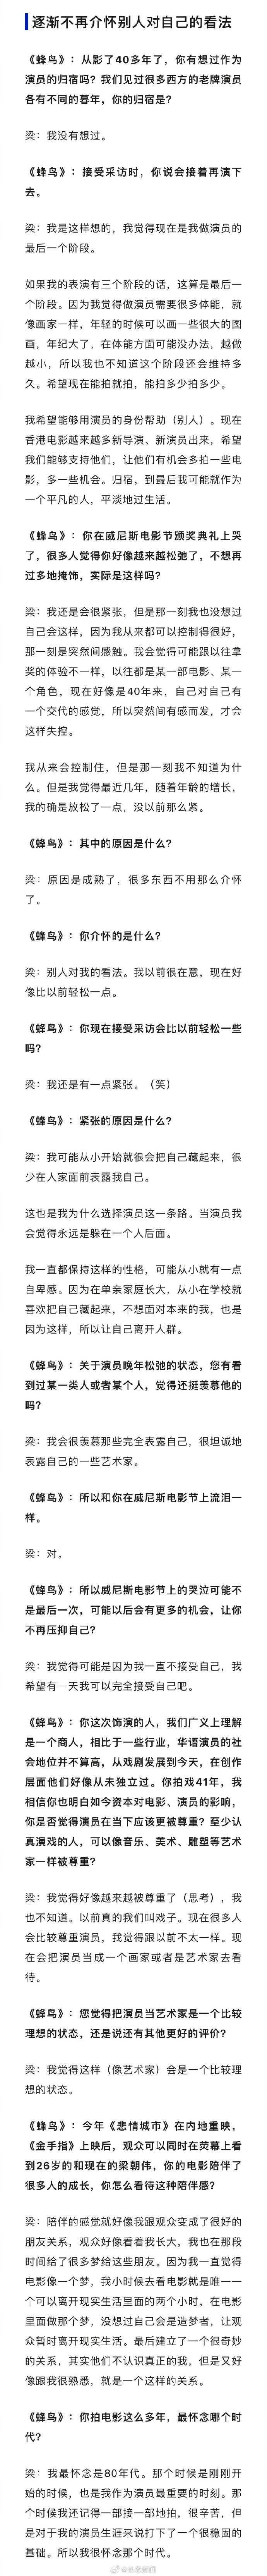 逐渐不再介怀别人对自己的看法
《蜂鸟》：从影了40多年了，你有想过作为
演员的归宿吗？我们见过很多西方的老牌演员
各有不同的暮年，你的归宿是？
梁：我没有想过。
《蜂鸟》：接受采访时，你说会接着再演下
去。
梁：我是这样想的，我觉得现在是我做演员的
最后一个阶段。
如果我的表演有三个阶段的话，这算是最后一
个阶段。因为我觉得做演员需要很多体能，就
像画家一样，年轻的时候可以画一些很大的图
画，年纪大了，在体能方面可能没办法，越做
越小，所以我也不知道这个阶段还会维持多
久。希望现在能拍就拍，能拍多少拍多少。
我希望能够用演员的身份帮助（别人）。现在
香港电影越来越多新导演、新演员出来，希望
我们能够支持他们，让他们有机会多拍一些电
影，多一些机会。归宿，到最后我可能就作为
一个平凡的人，平淡地过生活。
《蜂鸟》：你在威尼斯电影节颁奖典礼上哭
了，很多人觉得你好像越来越松弛了，不想再
过多地掩饰，实际是这样吗？
梁：我还是会很紧张，但是那一刻我也没想过
自己会这样，因为我从来都可以控制得很好，
那一刻是突然间感触。我会觉得可能跟以往拿
奖的体验不一样，以往都是某一部电影、某一
个角色，现在好像是40年来，自己对自己有
一个交代的感觉，所以突然间有感而发，才会
这样失控。
我从来会控制住，但是那一刻我不知道为什
么。但是我觉得最近几年，随着年龄的增长，
我的确是放松了一点，没以前那么紧。
《蜂鸟》：其中的原因是什么？
梁：原因是成熟了，很多东西不用那么介怀
了。
《蜂鸟》：你介怀的是什么？
梁：别人对我的看法。我以前很在意，现在好
像比以前轻松一点。
《蜂鸟》：你现在接受采访会比以前轻松一些
吗？
梁：我还是有一点紧张。（笑）
《蜂鸟》：紧张的原因是什么？
梁：我可能从小开始就很会把自己藏起来，很
少在人家面前表露我自己。
这也是我为什么选择演员这一条路。当演员我
会觉得永远是躲在一个人后面。
我一直都保持这样的性格，可能从小就有一点
自卑感。因为在单亲家庭长大，从小在学校就
喜欢把自己藏起来，不想面对本来的我，也是
因为这样，所以让自己离开人群。
《蜂鸟》：关于演员晚年松弛的状态，您有看
到过某一类人或者某个人，觉得还挺羡慕他的
吗？
梁：我会很羡慕那些完全表露自己，很坦诚地
表露自己的一些艺术家。
《蜂鸟》：所以和你在威尼斯电影节上流泪一
样。
梁：对。
《蜂鸟》：所以威尼斯电影节上的哭泣可能不
是最后一次，可能以后会有更多的机会，让你
不再压抑自己？
梁：我觉得可能是因为我一直不接受自己，我
希望有一天我可以完全接受自己吧。
《蜂鸟》：你这次饰演的人，我们广义上理解
是一个商人，相比于一些行业，华语演员的社
会地位并不算高，从戏剧发展到今天，在创作
层面他们好像从未独立过。你拍戏41年，我
相信你也明白如今资本对电影、演员的影响，
你是否觉得演员在当下应该更被尊重？至少认
真演戏的人，可以像音乐、美术、雕塑等艺术
家一样被尊重？
梁：我觉得好像越来越被尊重了（思考），我
也不知道。以前真的我们叫戏子。现在很多人
会比较尊重演员，我觉得跟以前不太一样。现
在会把演员当成一个画家或者是艺术家去看
待。
《蜂鸟》：您觉得把演员当艺术家是一个比较
理想的状态，还是说还有其他更好的评价？
梁：我觉得这样（像艺术家）会是一个比较理
想的状态。
《蜂鸟》：今年《悲情城市》在内地重映，
《金手指》上映后，观众可以同时在荧幕上看
到26岁的和现在的梁朝伟，你的电影陪伴了
很多人的成长，你怎么看待这种陪伴感？
梁：陪伴的感觉就好像我跟观众变成了很好的
朋友关系，观众好像看着我长大，我也在那段
时间给了很多梦给这些朋友。因为我一直觉得
电影像一个梦，我小时候去看电影就是唯一一
个可以离开现实生活里面的两个小时，在电影
里面做那个梦，没想过自己会是造梦者，让观
众暂时离开现实生活。最后建立了一个很奇妙
的关系，其实他们不认识真正的我，但是又好
像跟我很熟悉，就是一个这样的关系。
《蜂鸟》：你拍电影这么多年，最怀念哪个时
代？
梁：我最怀念是80年代。那个时候是刚刚开
始的时候，也是我作为演员最重要的时刻。那
个时候我还记得一部接一部地拍，很辛苦，但
是对于我的演员生涯来说打下了一个很稳固的
基础。所以我很怀念那个时代。
@头条新闻